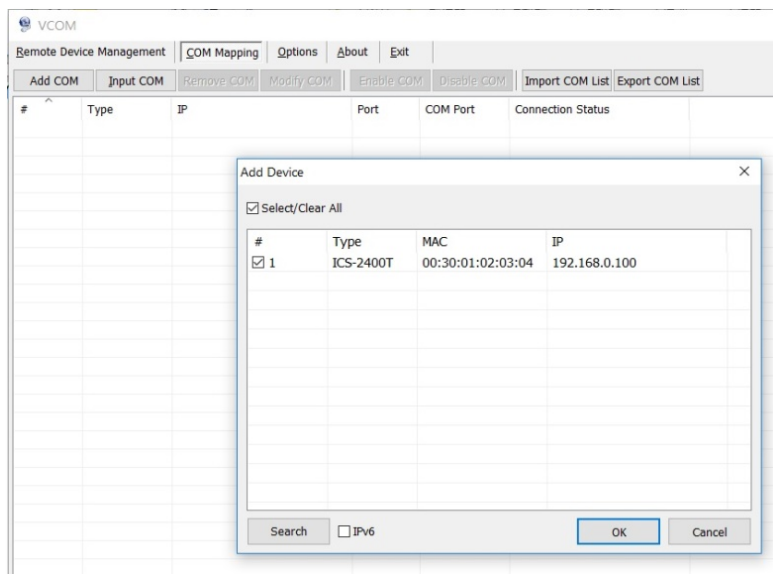 VCOM
Remote Device Management COM Mapping Options About Exit
Add COM Input COM Remove COM Modify COM Enable COM Disable COM Import COM List Export COM List
# Type IP Port COM Port Connection Status
Add Device
Select/Clear All
# Type MAC IP
1 ICS-2400T 00:30:01:02:03:04 192.168.0.100
Search IPv6 OK Cancel